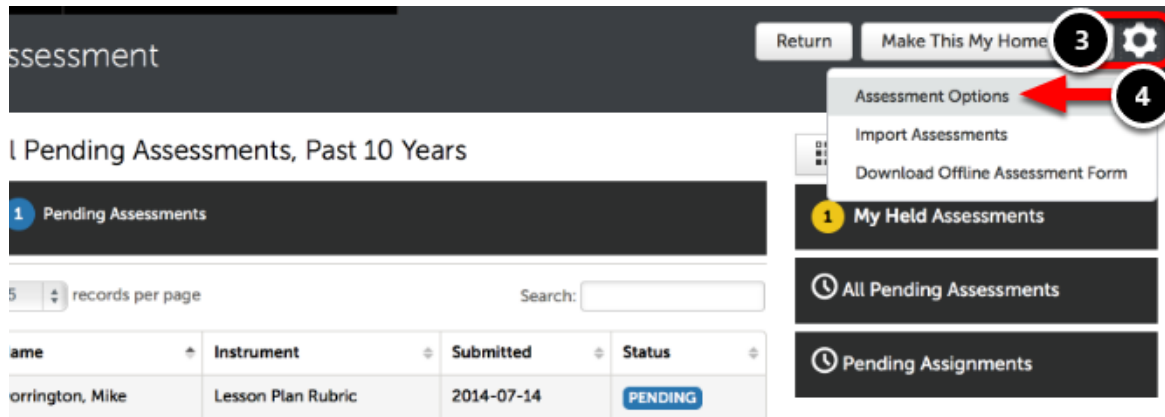 ssessment
Return
Make This My Home
3
4
Assessment Options
Import Assessments
Download Offline Assessment Form
l Pending Assessments, Past 10 Years
1 Pending Assessments
1 My Held Assessments
All Pending Assessments
Pending Assignments
5 records per page
Search:
ame Instrument Submitted Status
orrington, Mike Lesson Plan Rubric 2014-07-14 PENDING